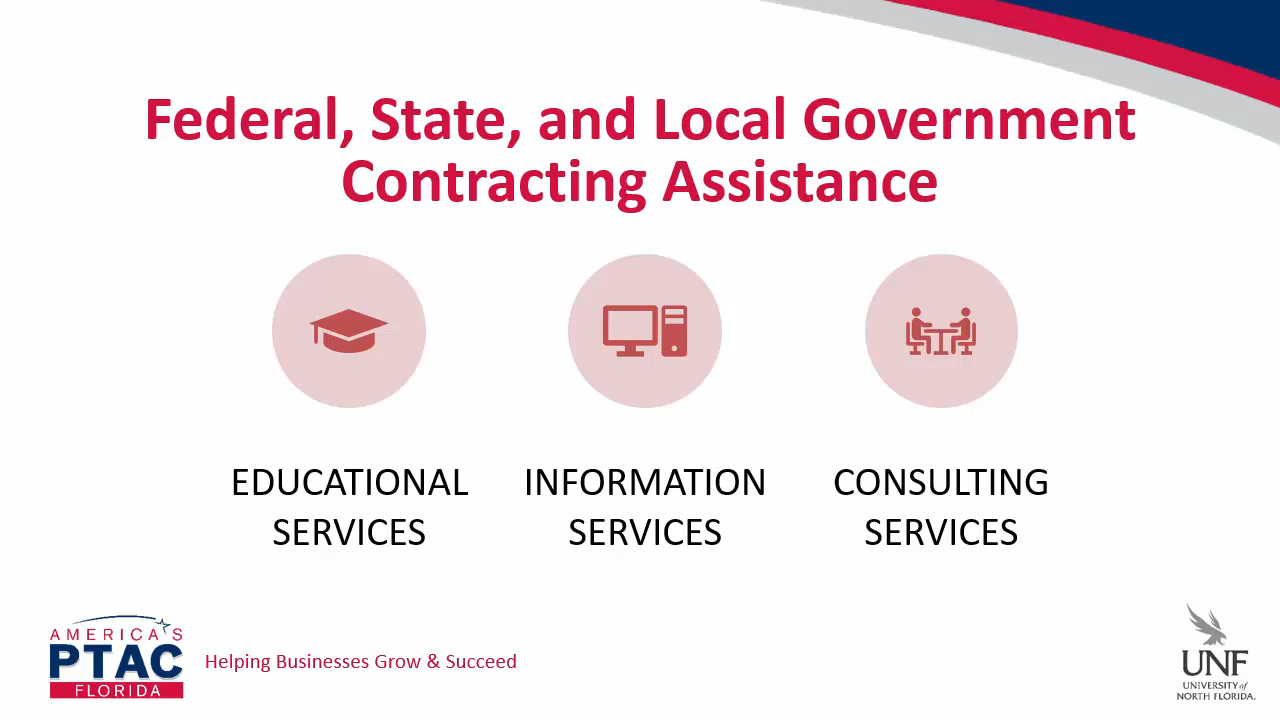 Federal, State, and Local Government
Contracting Assistance
EDUCATIONAL
SERVICES
INFORMATION
SERVICES
CONSULTING
SERVICES
AMERICA'S
PTAC
FLORIDA
Helping Businesses Grow & Succeed
UNF
UNIVERSITY of
NORTH FLORIDA.